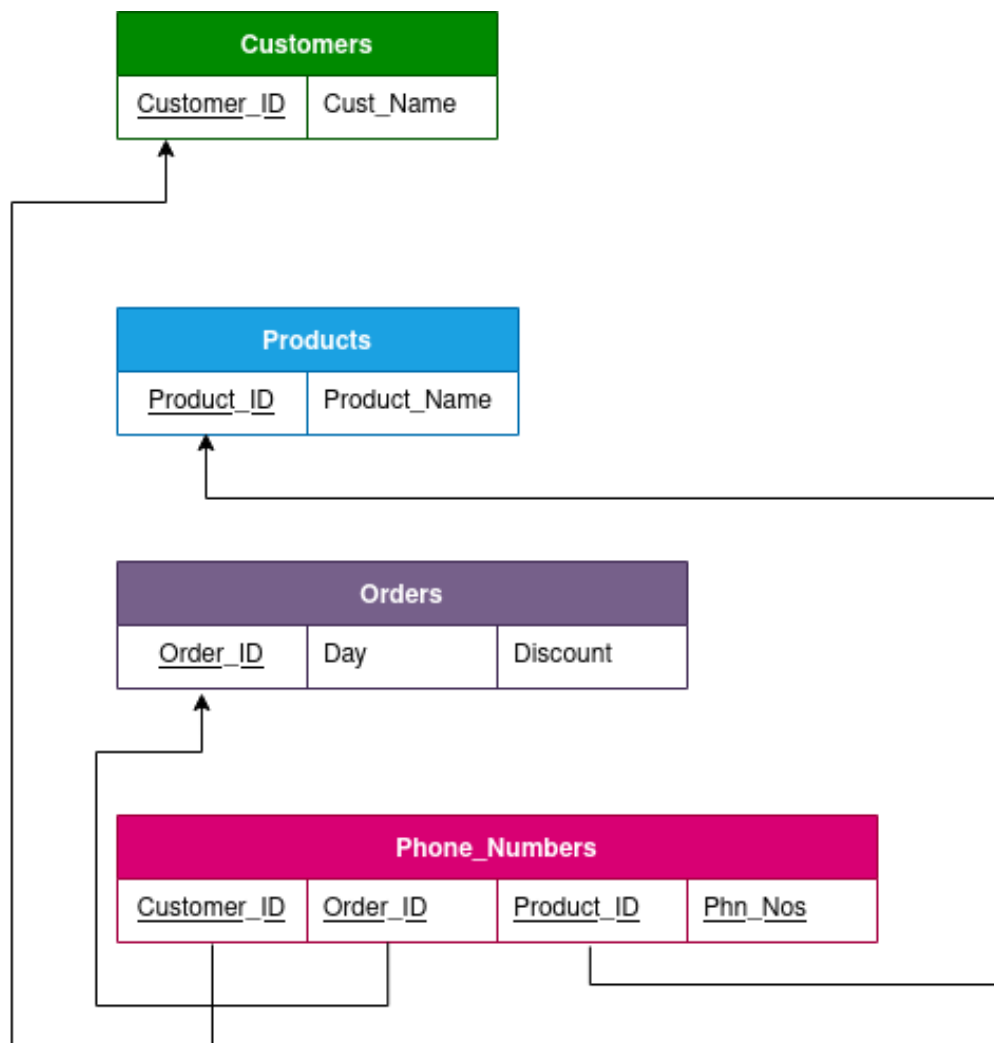 Customers
Customer_ID Cust_Name
Products
Product_ID Product_Name
Orders
Order_ID Day Discount
Phone_Numbers
Customer_ID Order_ID Product_ID Phn_Nos